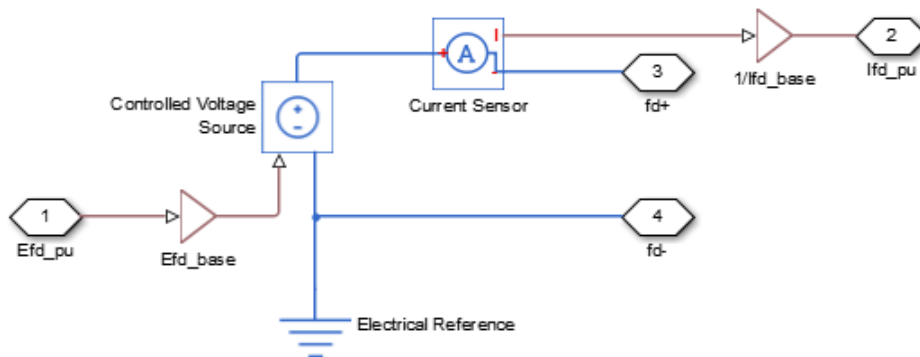 I
2
A
3
1/Ifd_base
Ifd_pu
Controlled Voltage
Source
+
-
Current Sensor
fd+
1
4
Efd_pu
Efd_base
fd-
Electrical Reference